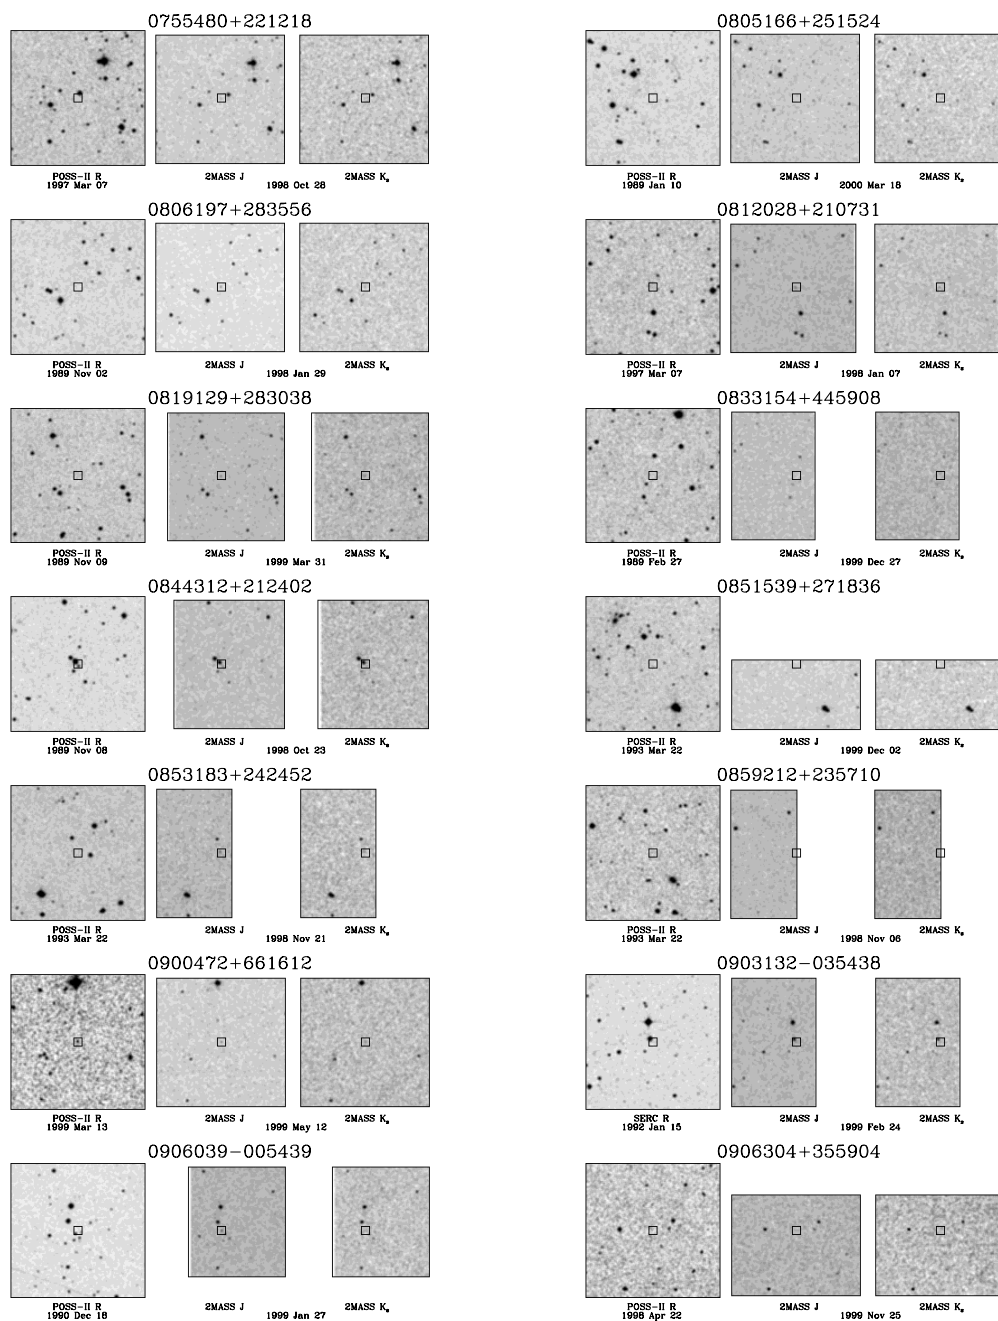 0755480+221218
POSS-II R
1997 Mar 07
2MASS J
1998 Oct 28
2MASS Ks
0805166+251524
POSS-II R
1989 Jan 10
2MASS J
2000 Mar 18
2MASS Ks
0806197+283556
POSS-II R
1989 Nov 02
2MASS J
1998 Jan 29
2MASS Ks
0812028+210731
POSS-II R
1997 Mar 07
2MASS J
1998 Jan 07
2MASS Ks
0819129+283038
POSS-II R
1989 Nov 09
2MASS J
1999 Mar 31
2MASS Ks
0833154+445908
POSS-II R
1989 Feb 27
2MASS J
1999 Dec 27
2MASS Ks
0844312+212402
POSS-II R
1989 Nov 08
2MASS J
1998 Oct 23
2MASS Ks
0851539+271836
POSS-II R
1993 Mar 22
2MASS J
1999 Dec 02
2MASS Ks
0853183+242452
POSS-II R
1993 Mar 22
2MASS J
1998 Nov 21
2MASS Ks
0859212+235710
POSS-II R
1993 Mar 22
2MASS J
1998 Nov 06
2MASS Ks
0900472+661612
POSS-II R
1999 Mar 13
2MASS J
1999 May 12
2MASS Ks
0903132-035438
SERC R
1992 Jan 15
2MASS J
1999 Feb 24
2MASS Ks
0906039-005439
POSS-II R
1990 Dec 18
2MASS J
1999 Jan 27
2MASS Ks
0906304+355904
POSS-II R
1998 Apr 22
2MASS J
1999 Nov 25
2MASS Ks